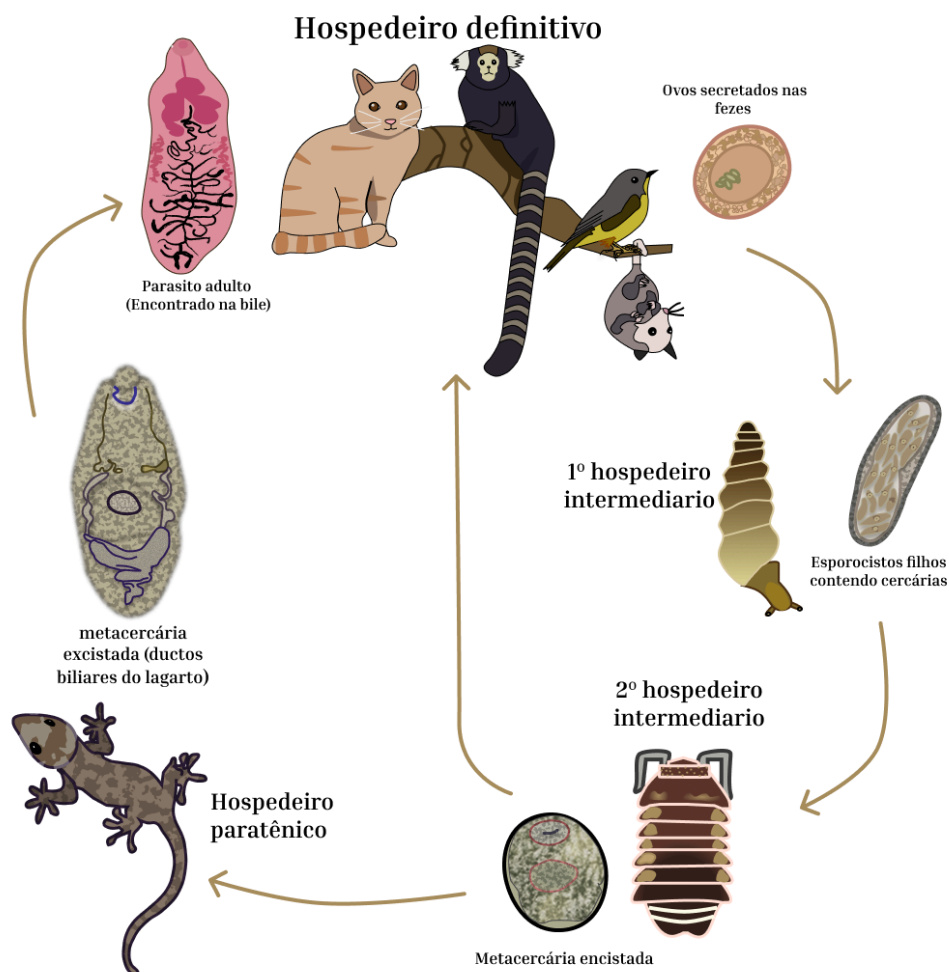 Hospedeiro definitivo
Ovos secretados nas
fezes
Parasito adulto
(Encontrado na bile)
1º hospedeiro
intermediario
Esporocistos filhos
contendo cercárias
metacercária
excistada (ductos
biliares do lagarto)
2º hospedeiro
intermediario
Hospedeiro
paratênico
Metacercária encistada